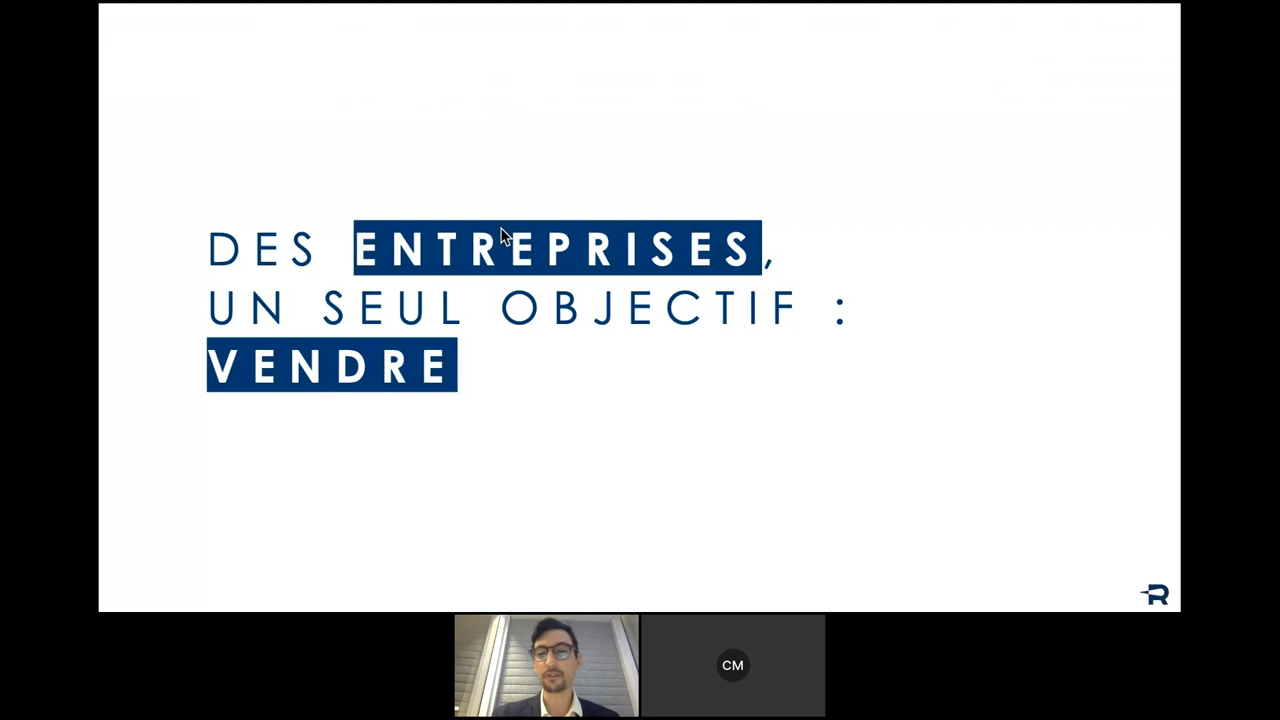 DES ENTREPRISES,
UN SEUL OBJECTIF :
VENDRE
R
CM